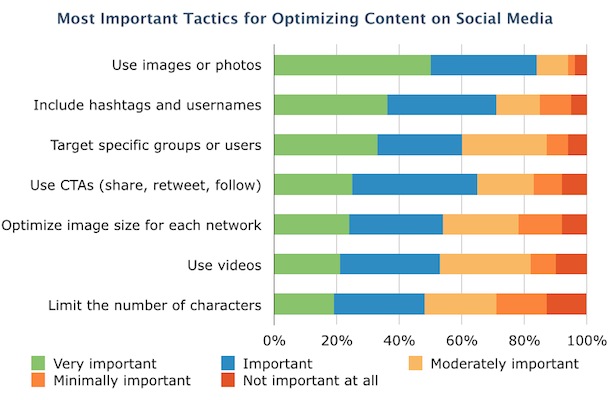 Most Important Tactics for Optimizing Content on Social Media
Use images or photos
Include hashtags and usernames
Target specific groups or users
Use CTAs (share, retweet, follow)
Optimize image size for each network
Use videos
Limit the number of characters
0% 20% 40% 60% 80% 100%
Very important Important Moderately important
Minimally important Not important at all